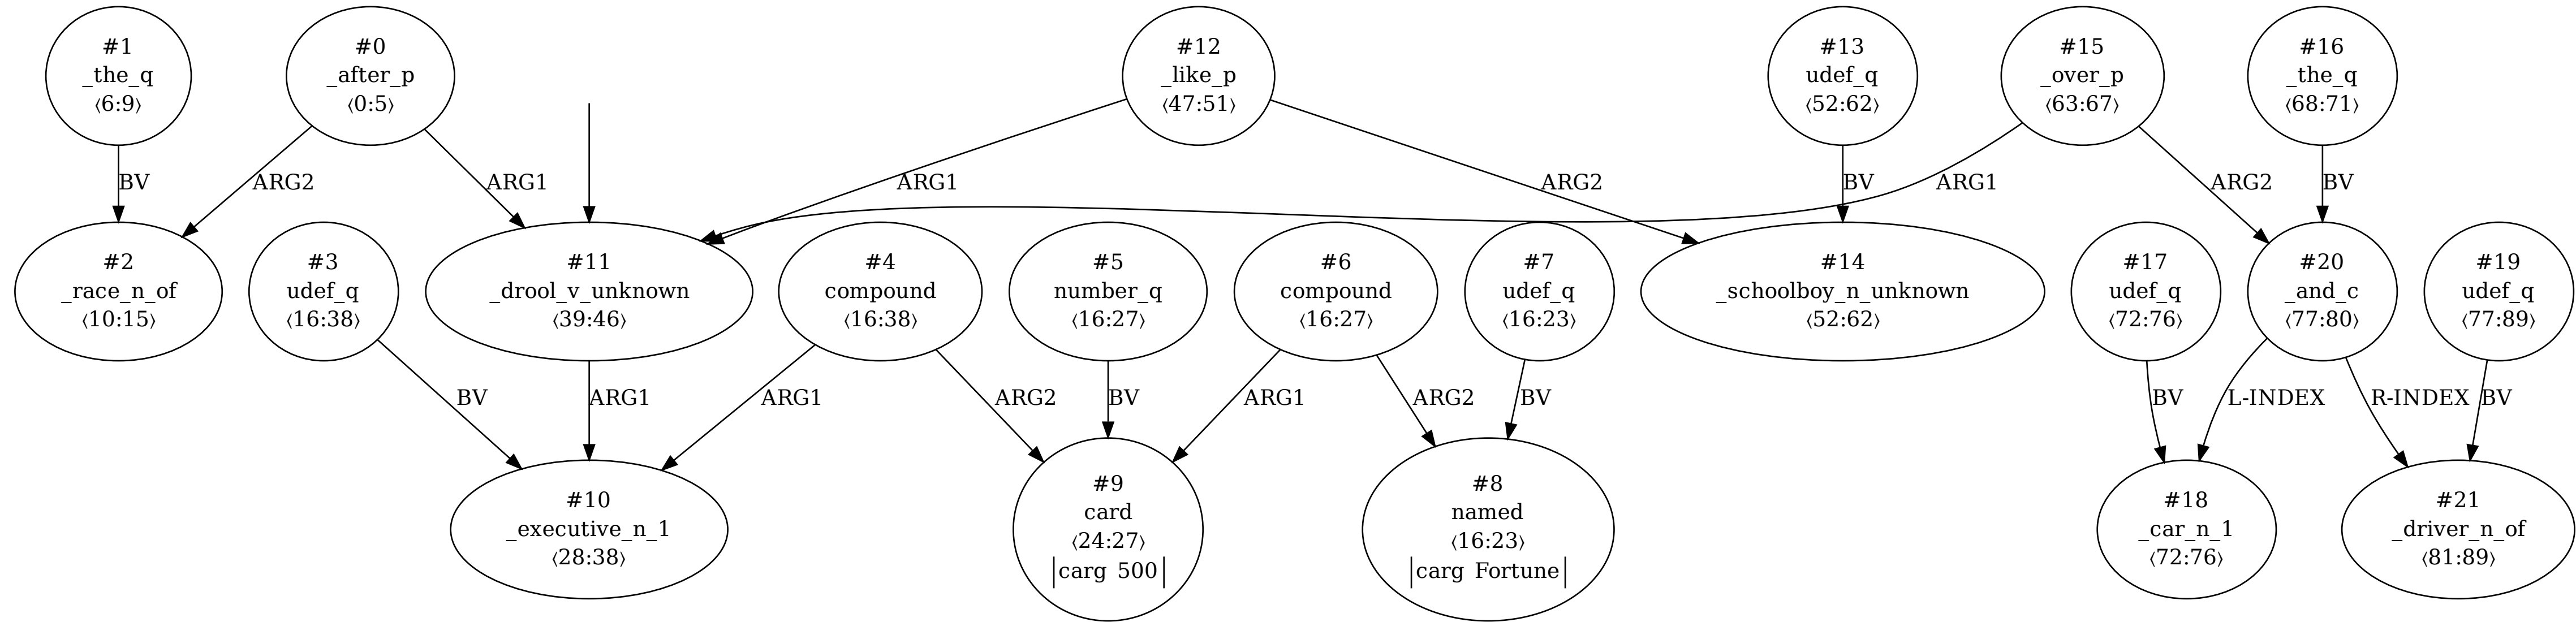 #1
_the_q
⟨6:9⟩
#0
_after_p
⟨0:5⟩
#12
_like_p
⟨47:51⟩
#13
udef_q
⟨52:62⟩
#15
_over_p
⟨63:67⟩
#16
_the_q
⟨68:71⟩
BV
ARG2
ARG1
ARG1
ARG2
BV
ARG1
ARG2
BV
#2
_race_n_of
⟨10:15⟩
#3
udef_q
⟨16:38⟩
#11
_drool_v_unknown
⟨39:46⟩
#4
compound
⟨16:38⟩
#5
number_q
⟨16:27⟩
#6
compound
⟨16:27⟩
#7
udef_q
⟨16:23⟩
#14
_schoolboy_n_unknown
⟨52:62⟩
#17
udef_q
⟨72:76⟩
#20
_and_c
⟨77:80⟩
#19
udef_q
⟨77:89⟩
BV
ARG1
ARG1
ARG2
BV
ARG1
ARG2
BV
BV
L-INDEX
R-INDEX
BV
#10
_executive_n_1
⟨28:38⟩
#9
card
⟨24:27⟩
|carg 500|
#8
named
⟨16:23⟩
|carg Fortune|
#18
_car_n_1
⟨72:76⟩
#21
_driver_n_of
⟨81:89⟩